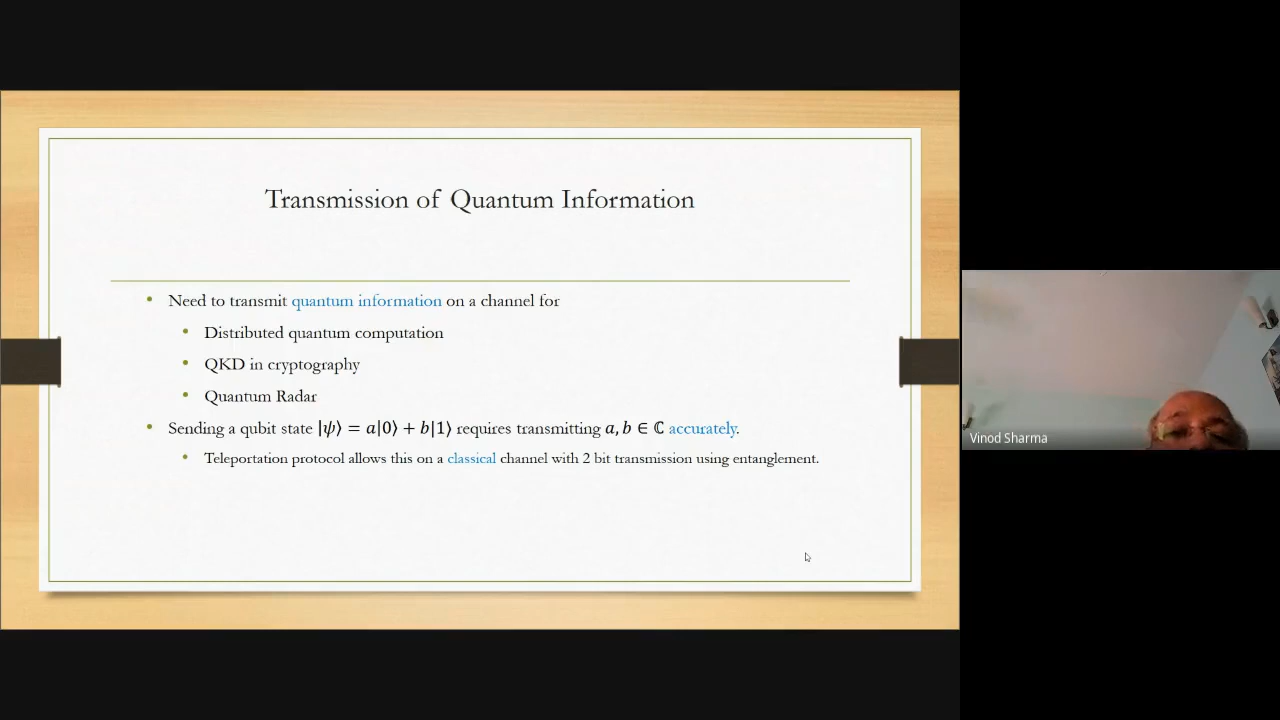 Transmission of Quantum Information
• Need to transmit quantum information on a channel for
• Distributed quantum computation
• QKD in cryptography
• Quantum Radar
• Sending a qubit state |ψ⟩ = a|0⟩ + b|1⟩ requires transmitting a, b ∈ ℂ accurately.
• Teleportation protocol allows this on a classical channel with 2 bit transmission using entanglement.
Vinod Sharma